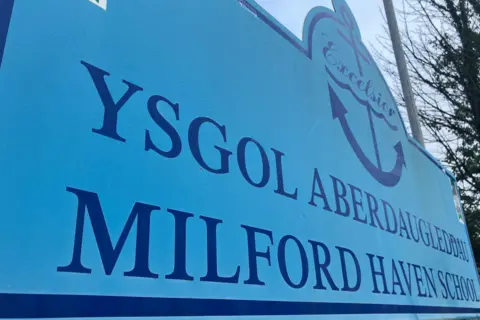 Excelsior
YSGOL ABERDAUGLEDDAU
MILFORD HAVEN SCHOOL